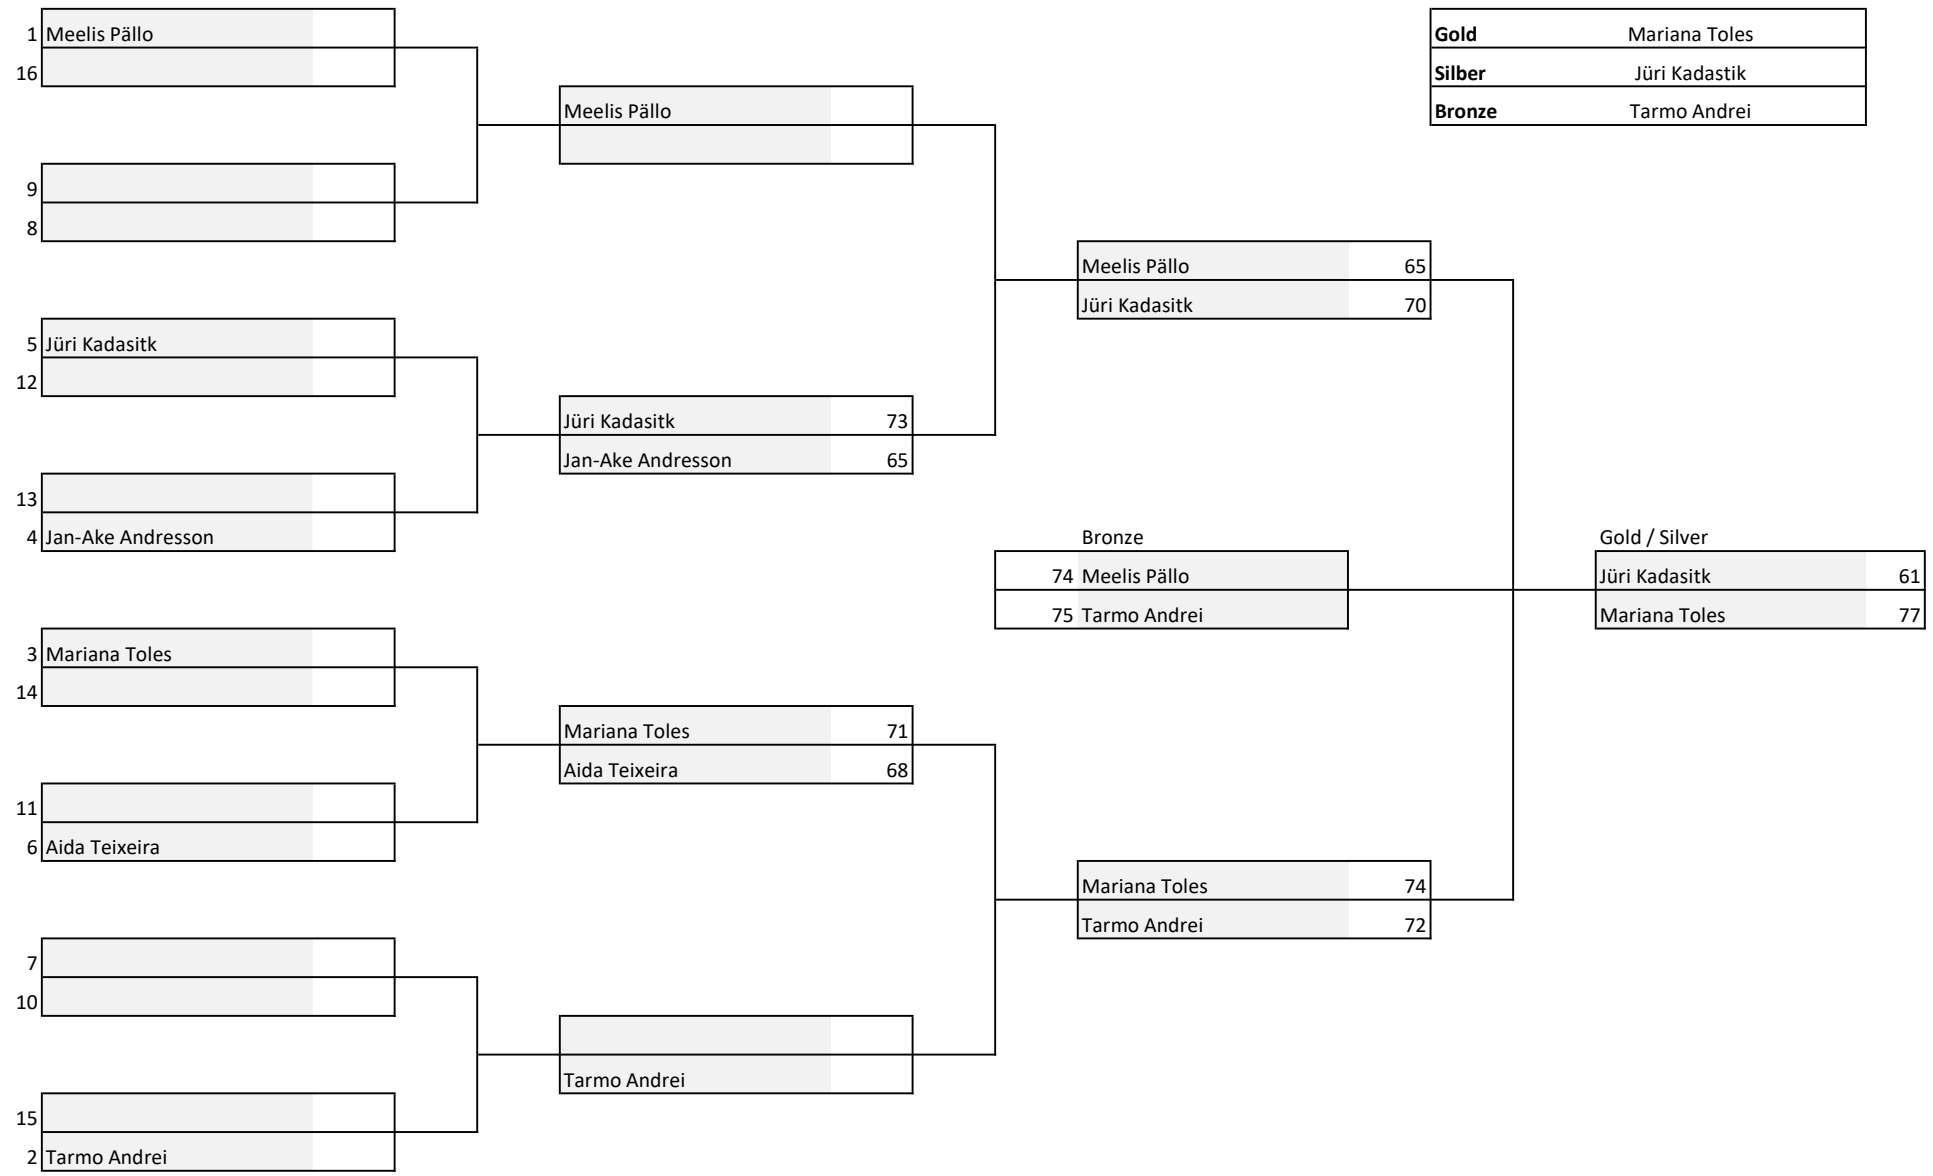 1 Meelis Pällo
16
9
8
5 Jüri Kadasitk
12
13
4 Jan-Ake Andresson
3 Mariana Toles
14
11
6 Aida Teixeira
7
10
15
2 Tarmo Andrei
Meelis Pällo
Jüri Kadasitk 73
Jan-Ake Andresson 65
Mariana Toles 71
Aida Teixeira 68
Tarmo Andrei
Meelis Pällo 65
Jüri Kadasitk 70
Bronze
74 Meelis Pällo
75 Tarmo Andrei
Mariana Toles 74
Tarmo Andrei 72
Gold / Silver
Jüri Kadasitk 61
Mariana Toles 77
Gold Mariana Toles
Silber Jüri Kadastik
Bronze Tarmo Andrei